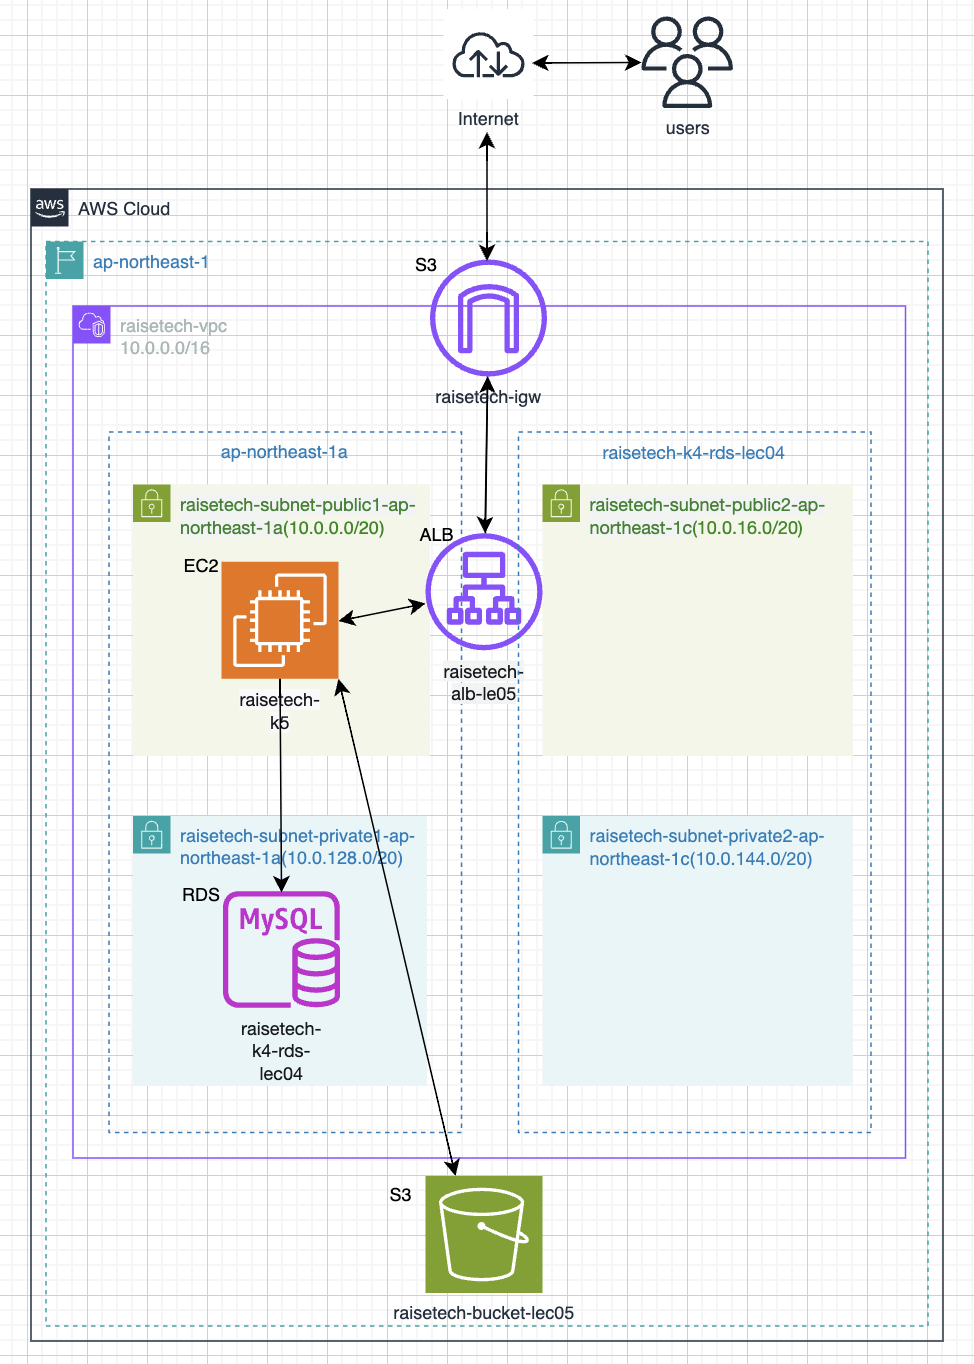 Internet
users
aws
AWS Cloud
ap-northeast-1
S3
raisetech-vpc
10.0.0.0/16
raisetech-igw
ap-northeast-1a
raisetech-k4-rds-lec04
raisetech-subnet-public1-ap-
northeast-1a(10.0.0.0/20)
raisetech-subnet-public2-ap-
northeast-1c(10.0.16.0/20)
ALB
EC2
raisetech-
alb-le05
raisetech-
k5
raisetech-subnet-private1-ap-
northeast-1a(10.0.128.0/20)
raisetech-subnet-private2-ap-
northeast-1c(10.0.144.0/20)
RDS
MySQL
raisetech-
k4-rds-
lec04
S3
raisetech-bucket-lec05